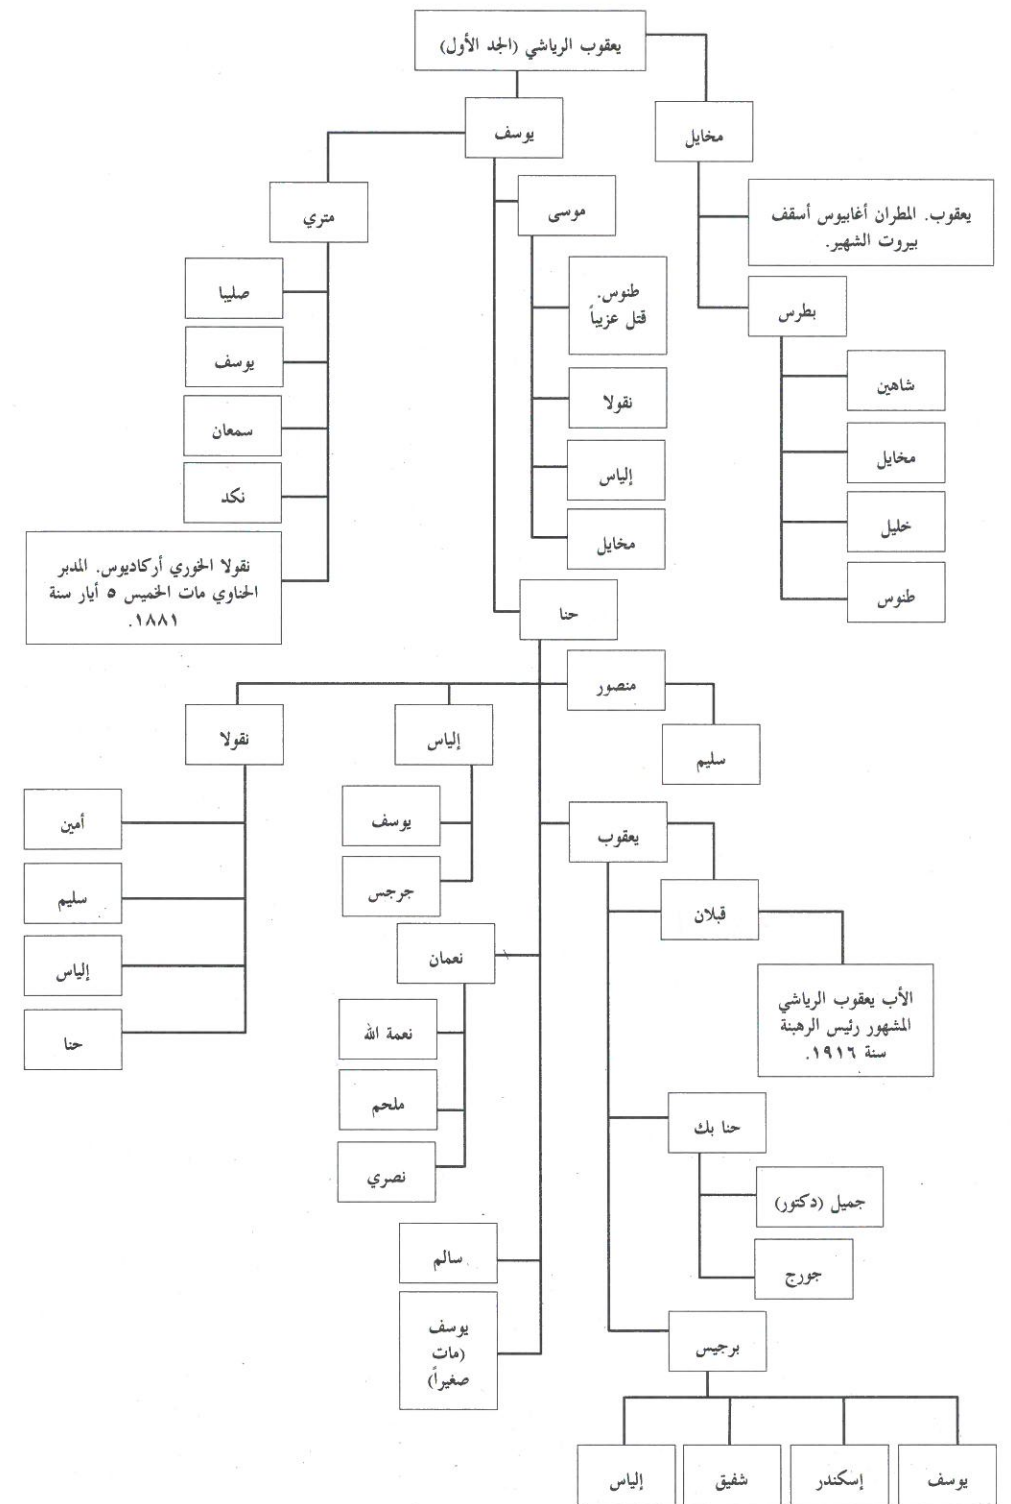 يعقوب الرياشي (الجد الأول)
يوسف
مخايل
متري
موسى
يعقوب. المطران أغابيوس أسقف
بيروت الشهير.
صليبا
طنوس.
قتل عزيباً
بطرس
يوسف
شاهين
نقولا
سمعان
مخايل
إلياس
نكد
خليل
مخايل
نقولا الخوري أركاديوس. المدبر
الحناوي مات الخميس ٥ أيار سنة
١٨٨١.
طنوس
حنا
منصور
نقولا
إلياس
سليم
أمين
يوسف
يعقوب
سليم
جرجس
قبلان
إلياس
نعمان
الأب يعقوب الرياشي
المشهور رئيس الرهبنة
سنة ١٩١٦.
حنا
نعمة الله
ملحم
حنا بك
نصري
جميل (دكتور)
سالم
جورج
يوسف
(مات
صغيراً)
برجيس
يوسف
إسكندر
شفيق
إلياس